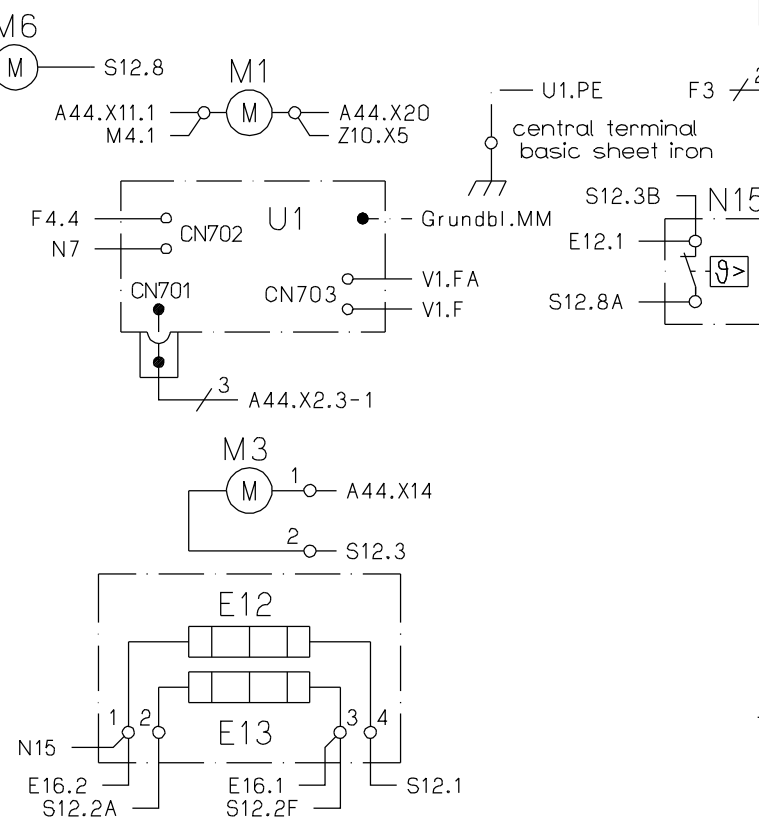 M6
M
S12.8
M1
A44.X11.1
M
A44.X20
M4.1
Z10.X5
U1.PE
F3
2
central terminal
basic sheet iron
S12.3B
N15
F4.4
CN702
U1
Grundbl.MM
N7
E12.1
CN701
CN703
V1.FA
ϑ>
V1.F
S12.8A
3
A44.X2.3-1
M3
M
1
A44.X14
2
S12.3
E12
1
2
E13
3
4
N15
E16.2
E16.1
S12.1
S12.2A
S12.2F